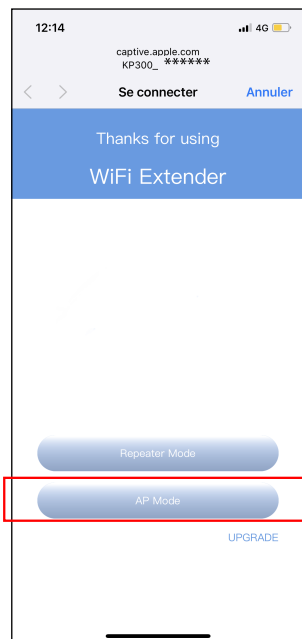 12:14
4G
captive.apple.com
KP300_ ******
Se connecter
Annuler
Thanks for using
WiFi Extender
Repeater Mode
AP Mode
UPGRADE